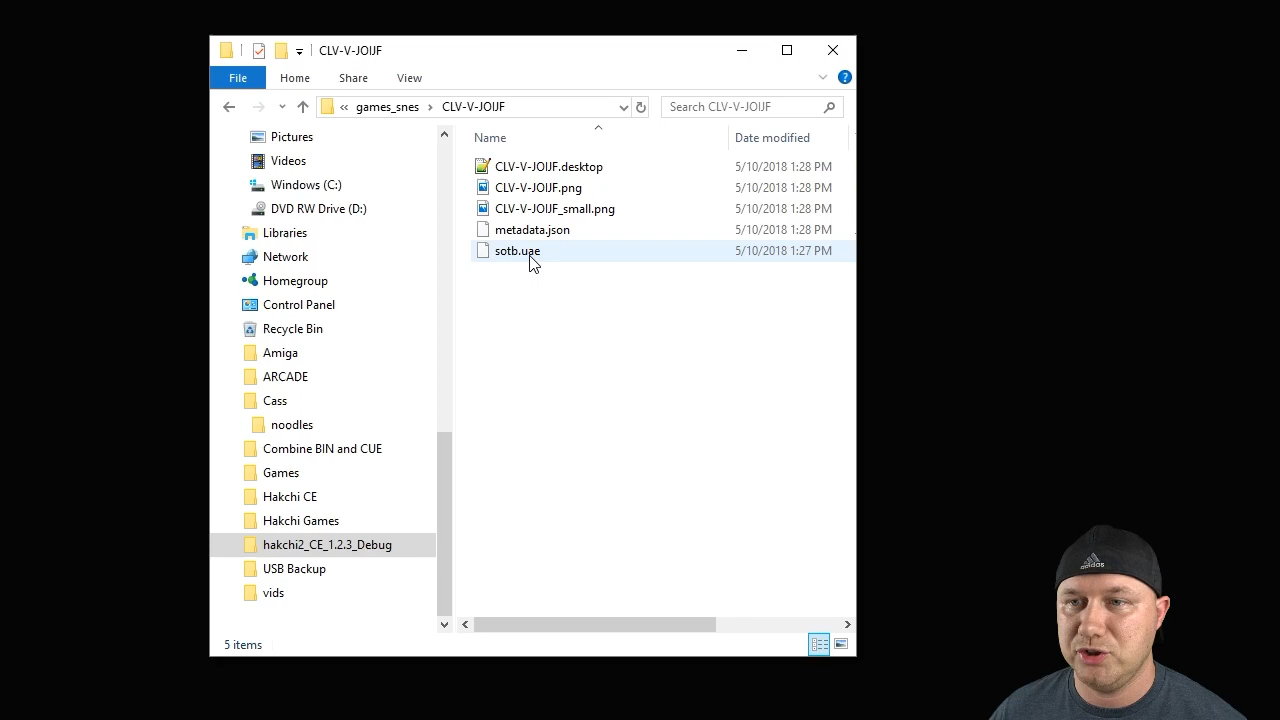 CLV-V-JOIJF
File Home Share View
« games_snes > CLV-V-JOIJF
Search CLV-V-JOIJF
Name Date modified
CLV-V-JOIJF.desktop 5/10/2018 1:28 PM
CLV-V-JOIJF.png 5/10/2018 1:28 PM
CLV-V-JOIJF_small.png 5/10/2018 1:28 PM
metadata.json 5/10/2018 1:28 PM
sotb.uae 5/10/2018 1:27 PM
Pictures
Videos
Windows (C:)
DVD RW Drive (D:)
Libraries
Network
Homegroup
Control Panel
Recycle Bin
Amiga
ARCADE
Cass
noodles
Combine BIN and CUE
Games
Hakchi CE
Hakchi Games
hakchi2_CE_1.2.3_Debug
USB Backup
vids
5 items
adidas